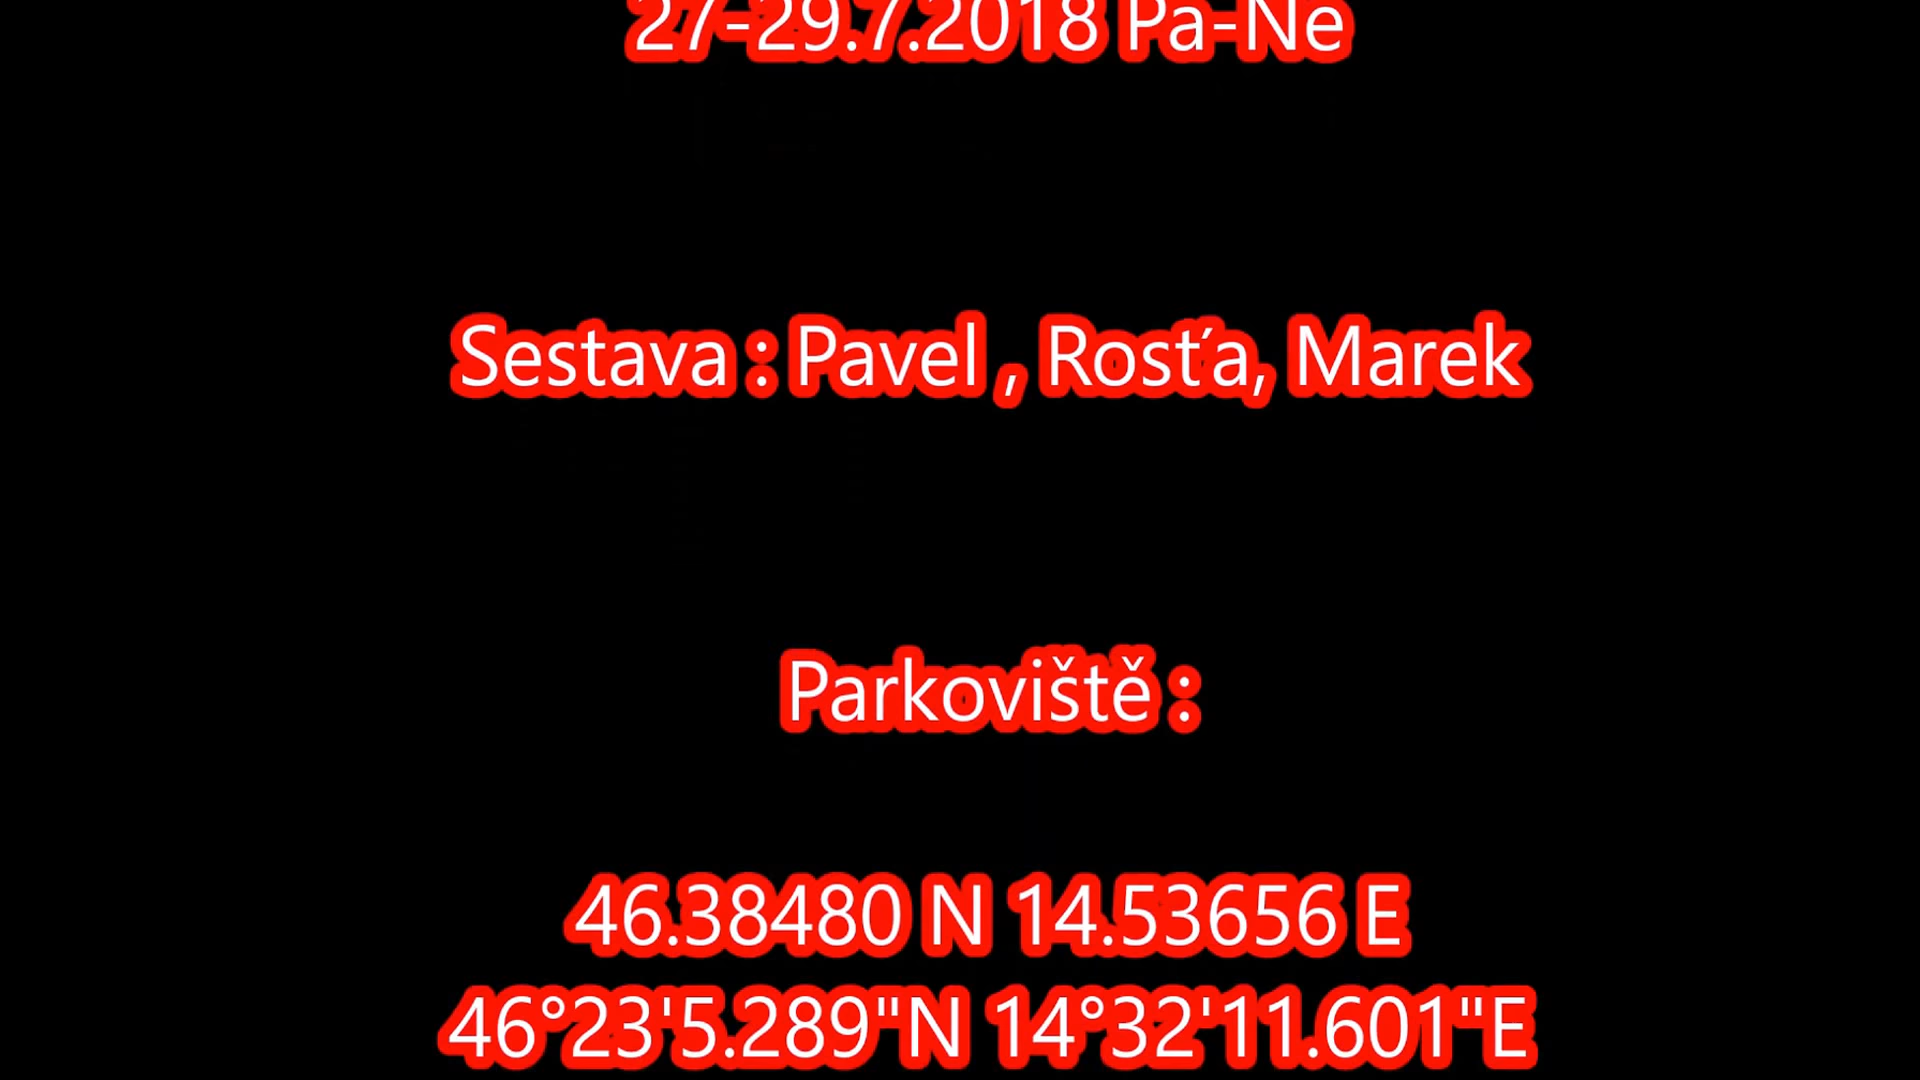 27-29.7.2018 Pá-Ne
Sestava : Pavel , Rosťa, Marek
Parkoviště :
46.38480 N 14.53656 E
46°23'5.289"N 14°32'11.601"E